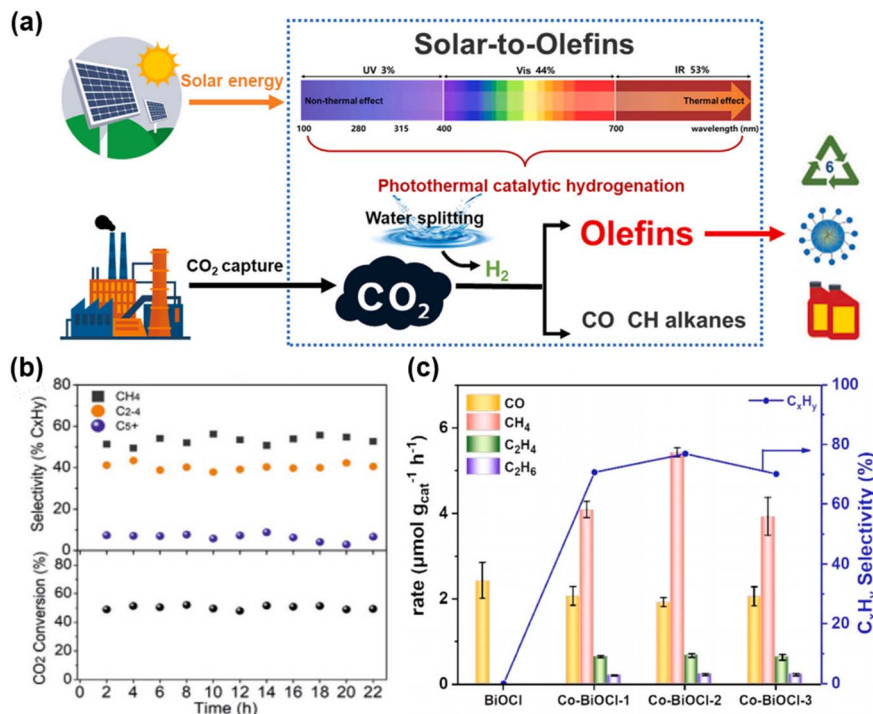 (a)
Solar-to-Olefins
UV 3% Vis 44% IR 53%
Solar energy
Non-thermal effect Thermal effect
100 280 315 400 700 wavelength (nm)
Photothermal catalytic hydrogenation
6
Water splitting
Olefins
CO₂ capture
H₂
CO₂
CO CH alkanes
(b)
Selectivity (% CxHy)
80
60
40
20
0
CH4
C2-4
C5+
CO2 Conversion (%)
80
60
40
20
0
2 4 6 8 10 12 14 16 18 20 22
Time (h)
(c)
rate (μmol g_cat⁻¹ h⁻¹)
6
4
2
0
CO
CH₄
C₂H₄
C₂H₆
CₓHᵧ
100
80
60
40
20
0
CₓHᵧ Selectivity (%)
BiOCl Co-BiOCl-1 Co-BiOCl-2 Co-BiOCl-3